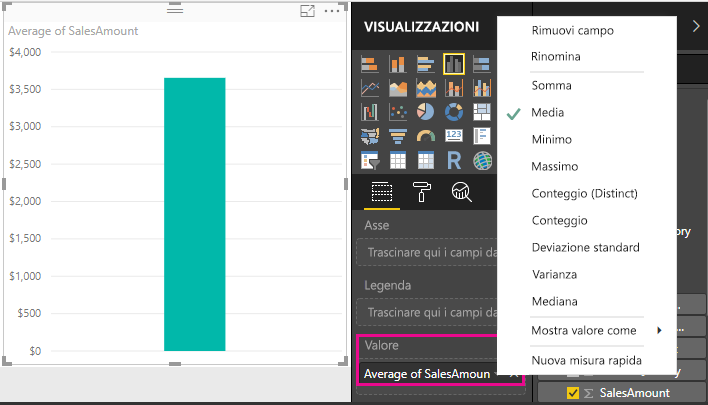 Average of SalesAmount
$4,000
$3,500
$3,000
$2,500
$2,000
$1,500
$1,000
$500
$0
VISUALIZZAZIONI
123
R
Asse
Trascinare qui i campi da
Legenda
Trascinare qui i campi da
Valore
Average of SalesAmoun
Rimuovi campo
Rinomina
Somma
Media
Minimo
Massimo
Conteggio (Distinct)
Conteggio
Deviazione standard
Varianza
Mediana
Mostra valore come
Nuova misura rapida
ory
SalesAmount